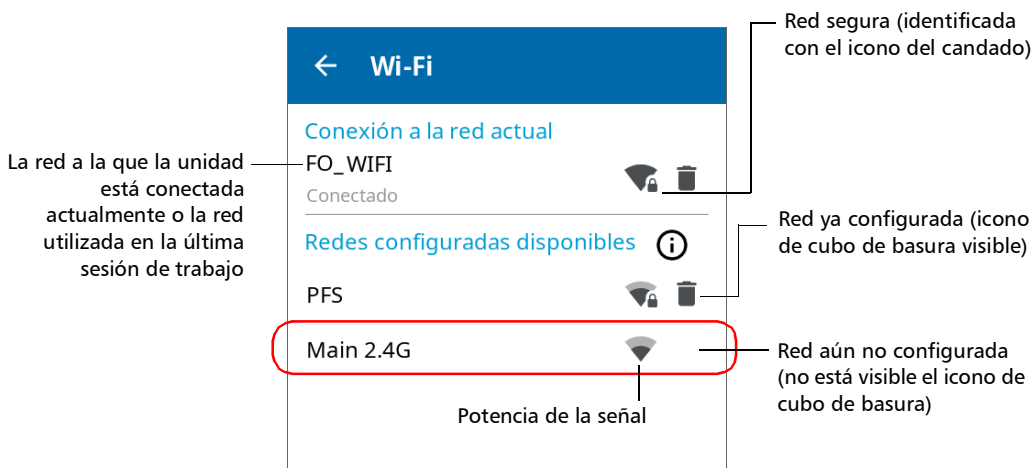 Red segura (identificada
con el icono del candado)
Wi-Fi
Conexión a la red actual
FO_WIFI
Conectado
La red a la que la unidad
está conectada
actualmente o la red
utilizada en la última
sesión de trabajo
Redes configuradas disponibles
Red ya configurada (icono
de cubo de basura visible)
PFS
Main 2.4G
Red aún no configurada
(no está visible el icono de
cubo de basura)
Potencia de la señal